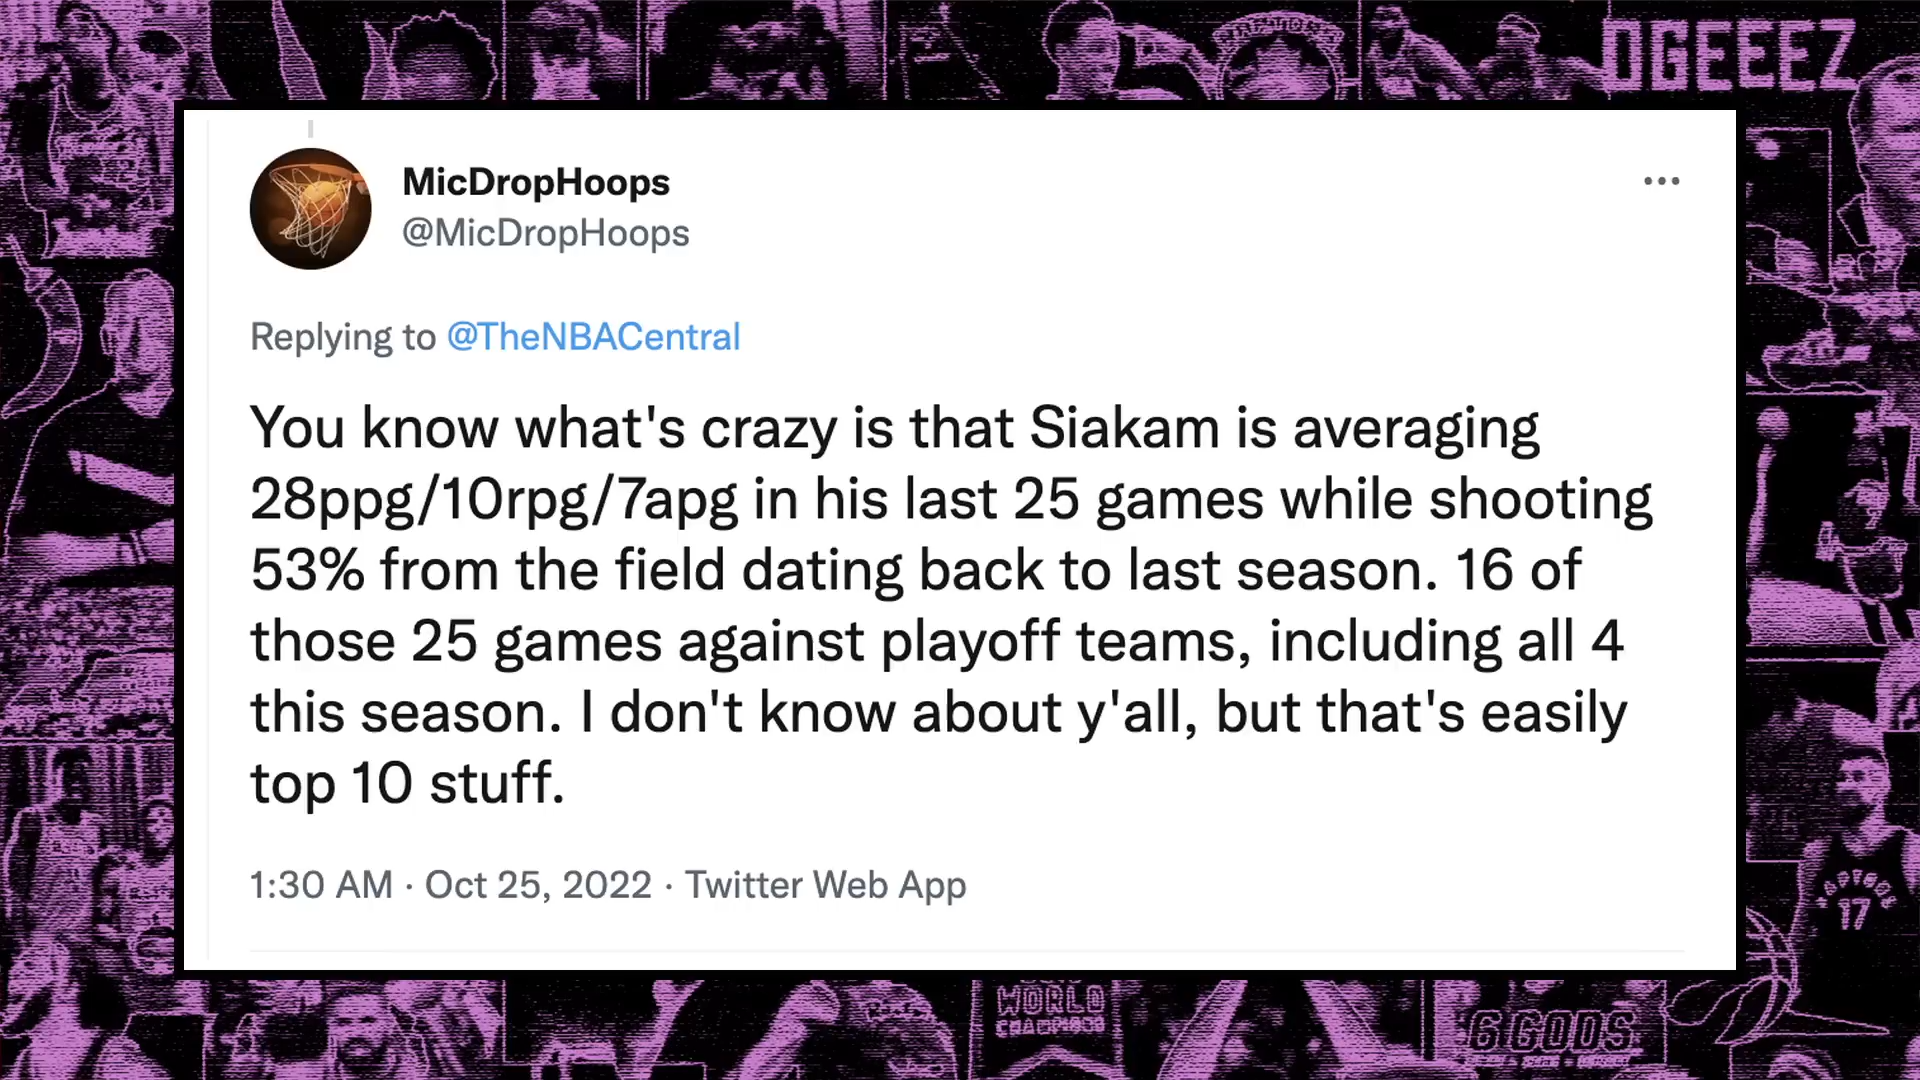 DGEEEZ
MicDropHoops
@MicDropHoops
Replying to @TheNBACentral
You know what's crazy is that Siakam is averaging
28ppg/10rpg/7apg in his last 25 games while shooting
53% from the field dating back to last season. 16 of
those 25 games against playoff teams, including all 4
this season. I don't know about y'all, but that's easily
top 10 stuff.
1:30 AM · Oct 25, 2022 · Twitter Web App
RAPTORS
17
WORLD
CHAMPIONS
6GODS